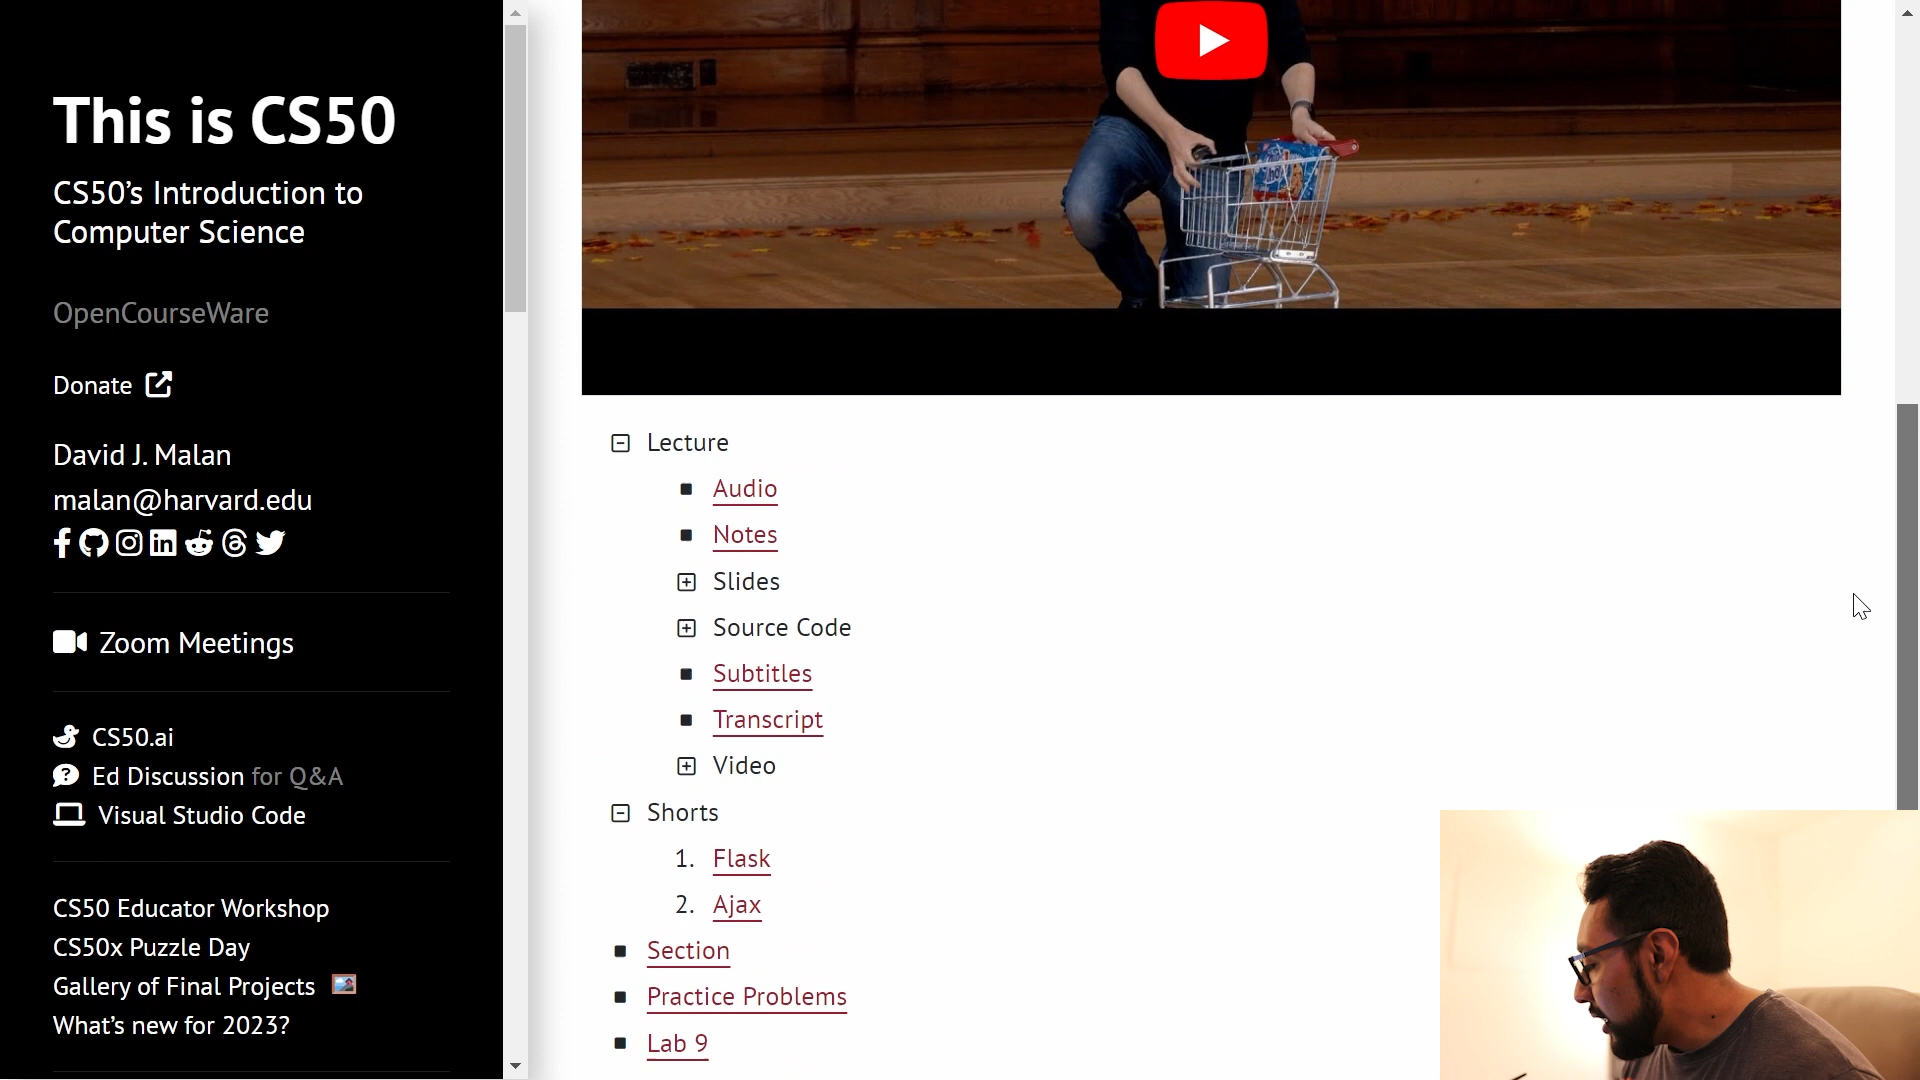 This is CS50
CS50’s Introduction to
Computer Science
OpenCourseWare
Donate
David J. Malan
malan@harvard.edu
Zoom Meetings
CS50.ai
Ed Discussion for Q&A
Visual Studio Code
CS50 Educator Workshop
CS50x Puzzle Day
Gallery of Final Projects
What’s new for 2023?
Lecture
Audio
Notes
Slides
Source Code
Subtitles
Transcript
Video
Shorts
1. Flask
2. Ajax
Section
Practice Problems
Lab 9